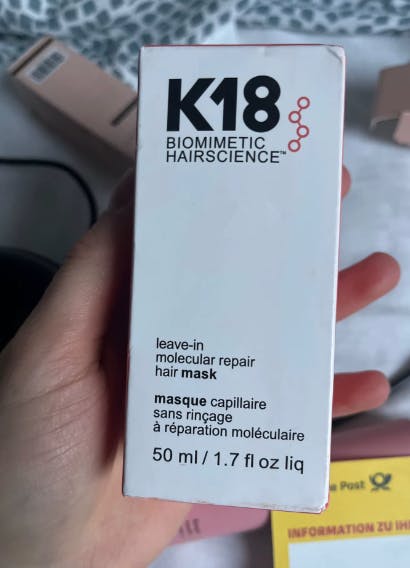 K18
BIOMIMETIC
HAIRSCIENCE™
leave-in
molecular repair
hair mask
masque capillaire
sans rinçage
à réparation moléculaire
50 ml / 1.7 fl oz liq
Post
INFORMATION ZU